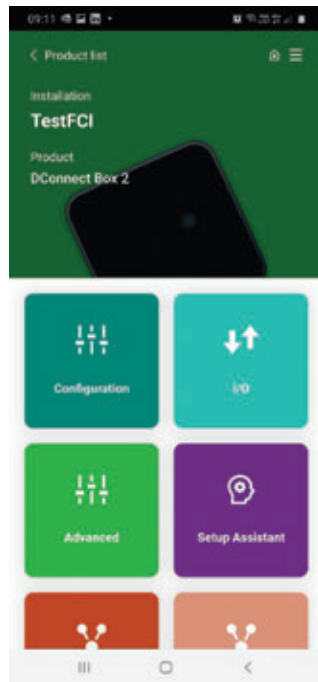 09:11
Product list
Installation
TestFCI
Product
DConnect Box 2
Configuration
I/O
Advanced
Setup Assistant